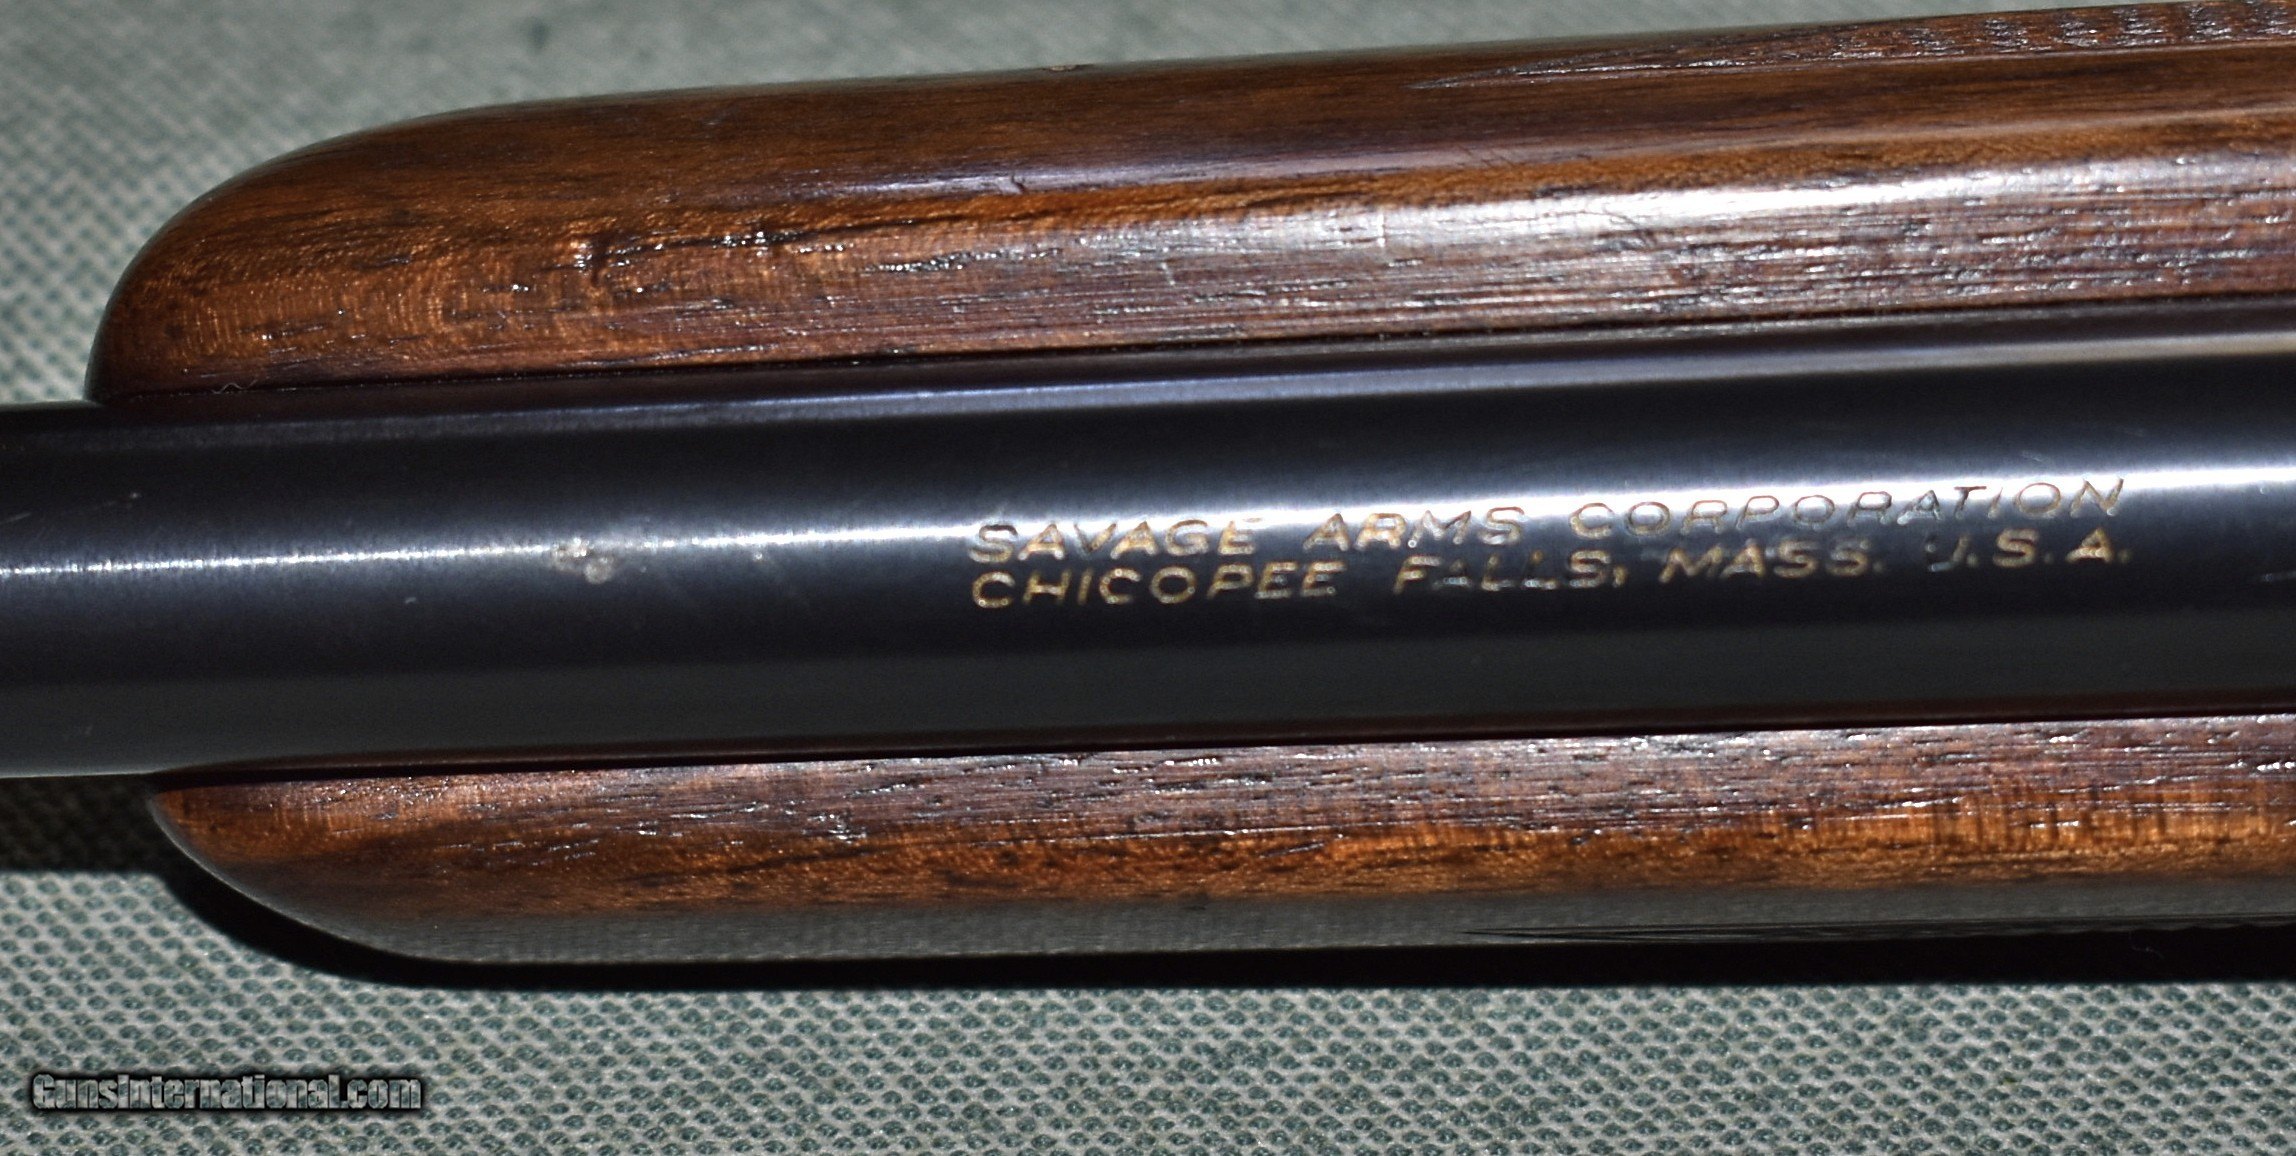 SAVAGE ARMS CORPORATION
CHICOPEE FALLS, MASS. U.S.A.
GunsInternational.com